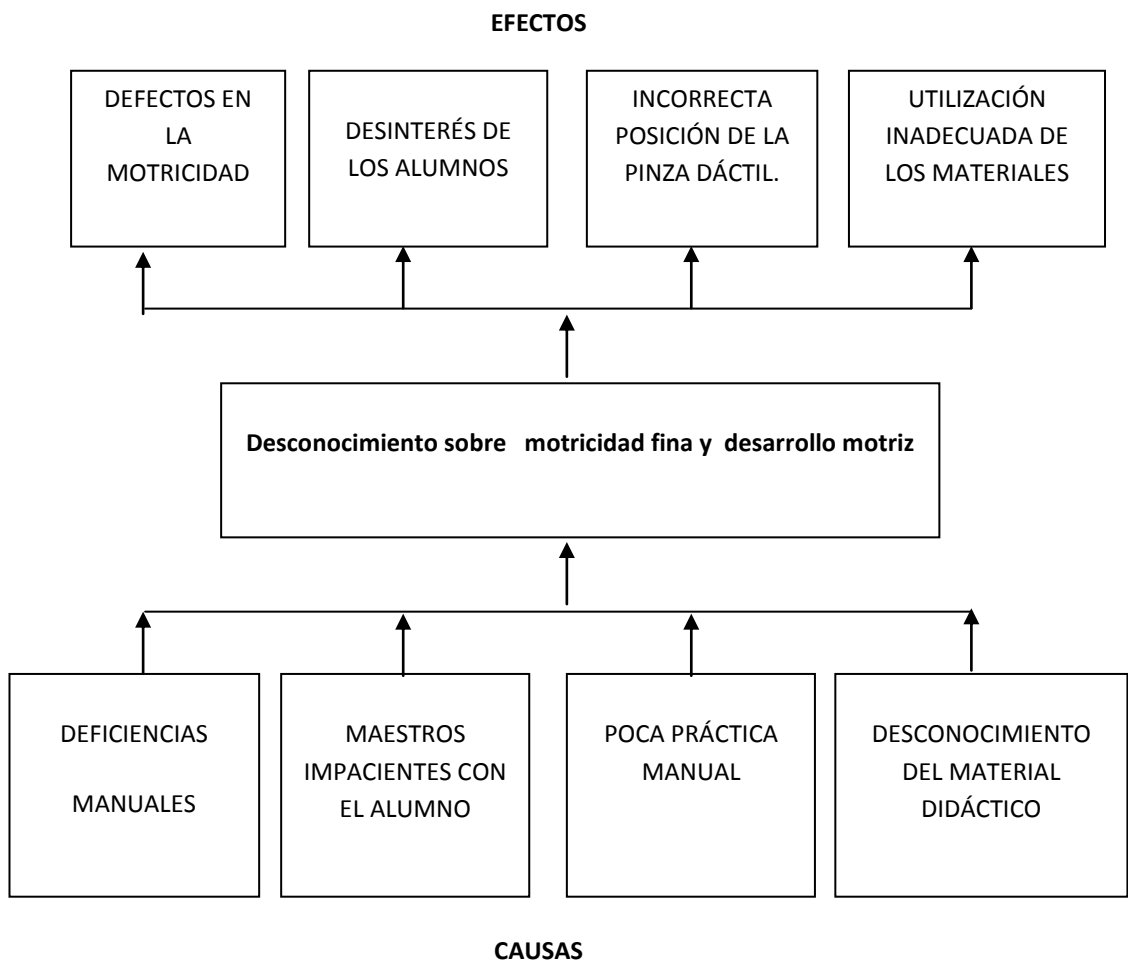 EFECTOS
DEFECTOS EN
LA
MOTRICIDAD
DESINTERÉS DE
LOS ALUMNOS
INCORRECTA
POSICIÓN DE LA
PINZA DÁCTIL.
UTILIZACIÓN
INADECUADA DE
LOS MATERIALES
Desconocimiento sobre motricidad fina y desarrollo motriz
DEFICIENCIAS
MANUALES
MAESTROS
IMPACIENTES CON
EL ALUMNO
POCA PRÁCTICA
MANUAL
DESCONOCIMIENTO
DEL MATERIAL
DIDÁCTICO
CAUSAS